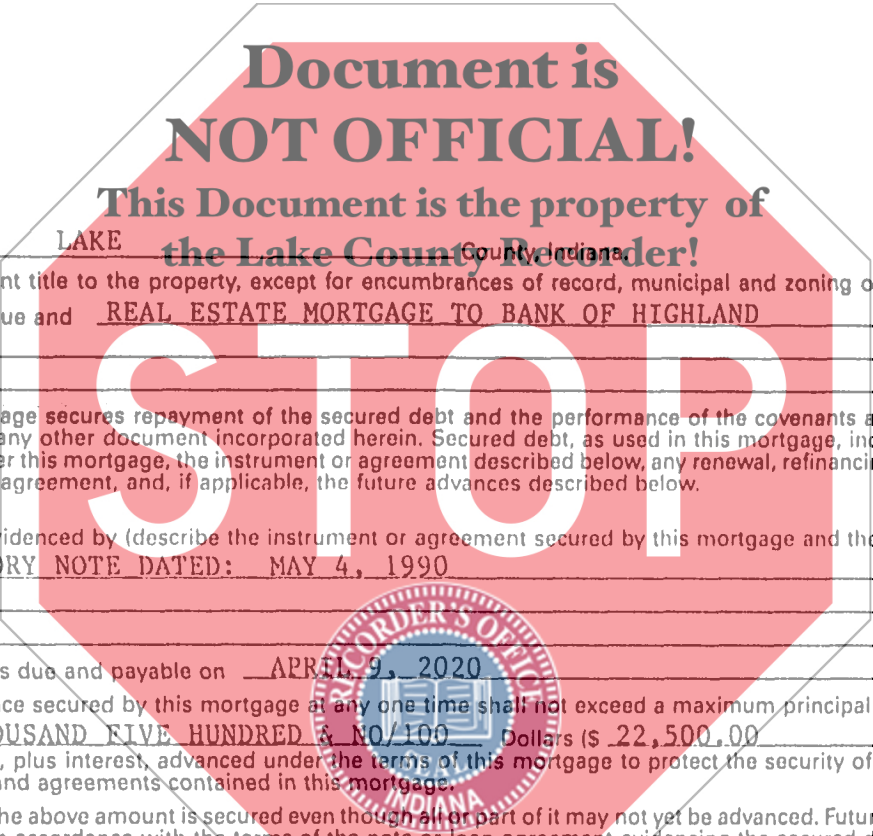 Document is
NOT OFFICIAL!
This Document is the property of
the Lake County Recorder!
LAKE County, Indiana.
nt title to the property, except for encumbrances of record, municipal and zoning o
ue and REAL ESTATE MORTGAGE TO BANK OF HIGHLAND
STOP
age secures repayment of the secured debt and the performance of the covenants a
any other document incorporated herein. Secured debt, as used in this mortgage, inc
er this mortgage, the instrument or agreement described below, any renewal, refinanci
agreement, and, if applicable, the future advances described below.
videnced by (describe the instrument or agreement secured by this mortgage and the
ORY NOTE DATED: MAY 4, 1990
RECORDER'S OFFICE
s due and payable on APRIL 9, 2020
ce secured by this mortgage at any one time shall not exceed a maximum principal
OUSAND FIVE HUNDRED & NO/100 Dollars ($ 22,500.00
, plus interest, advanced under the terms of this mortgage to protect the security of
nd agreements contained in this mortgage.
INDIANA
he above amount is secured even though all or part of it may not yet be advanced. Futur